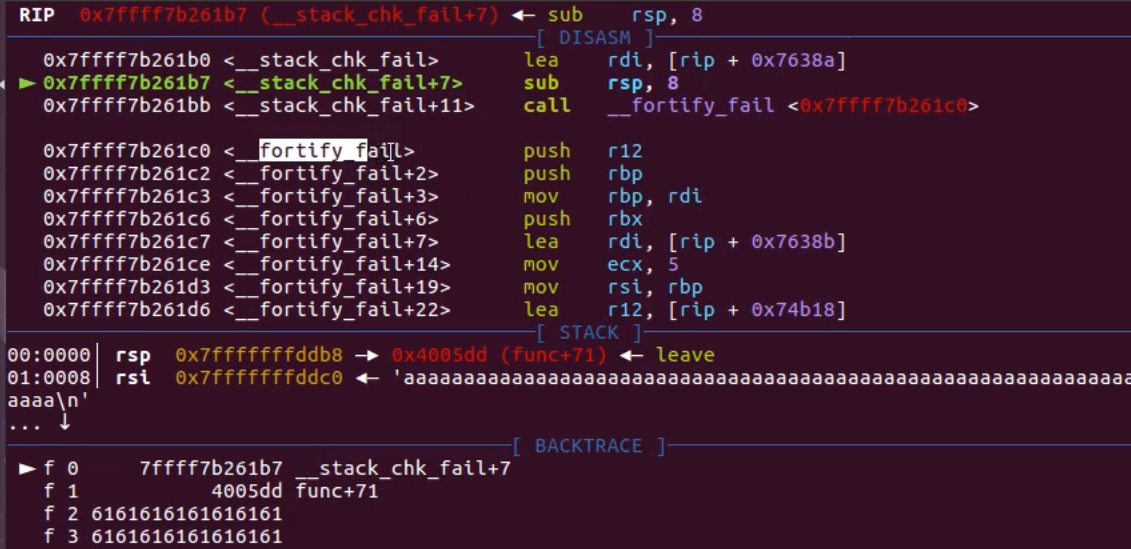 RIP 0x7ffff7b261b7 (__stack_chk_fail+7) ◂— sub rsp, 8
[ DISASM ]
0x7ffff7b261b0 <__stack_chk_fail> lea rdi, [rip + 0x7638a]
► 0x7ffff7b261b7 <__stack_chk_fail+7> sub rsp, 8
0x7ffff7b261bb <__stack_chk_fail+11> call __fortify_fail <0x7ffff7b261c0>
0x7ffff7b261c0 <__fortify_fail> push r12
0x7ffff7b261c2 <__fortify_fail+2> push rbp
0x7ffff7b261c3 <__fortify_fail+3> mov rbp, rdi
0x7ffff7b261c6 <__fortify_fail+6> push rbx
0x7ffff7b261c7 <__fortify_fail+7> lea rdi, [rip + 0x7638b]
0x7ffff7b261ce <__fortify_fail+14> mov ecx, 5
0x7ffff7b261d3 <__fortify_fail+19> mov rsi, rbp
0x7ffff7b261d6 <__fortify_fail+22> lea r12, [rip + 0x74b18]
[ STACK ]
00:0000│ rsp 0x7fffffffddb8 —▸ 0x4005dd (func+71) ◂— leave
01:0008│ rsi 0x7fffffffddc0 ◂— 'aaaaaaaaaaaaaaaaaaaaaaaaaaaaaaaaaaaaaaaaaaaaaaaaaaaaaaaaaaaaa
aaaa\n'
... ↓
[ BACKTRACE ]
► f 0 7ffff7b261b7 __stack_chk_fail+7
f 1 4005dd func+71
f 2 6161616161616161
f 3 6161616161616161